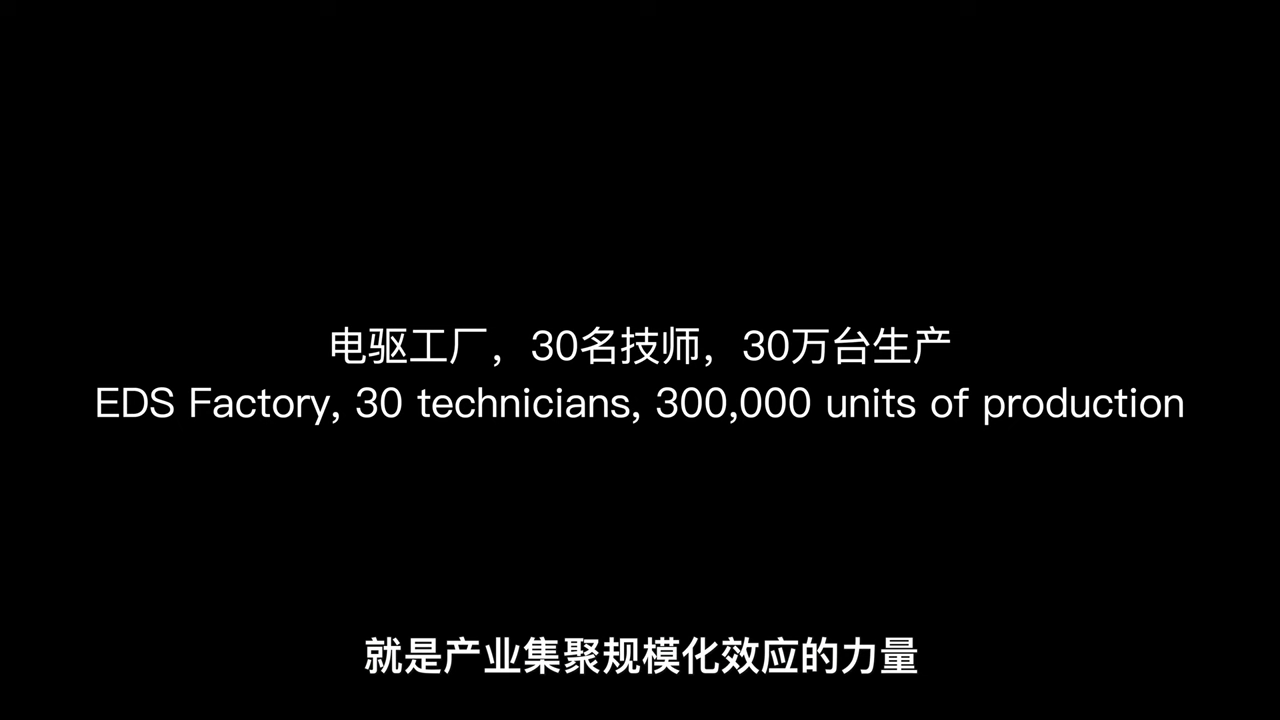 电驱工厂，30名技师，30万台生产
EDS Factory, 30 technicians, 300,000 units of production
就是产业集聚规模化效应的力量